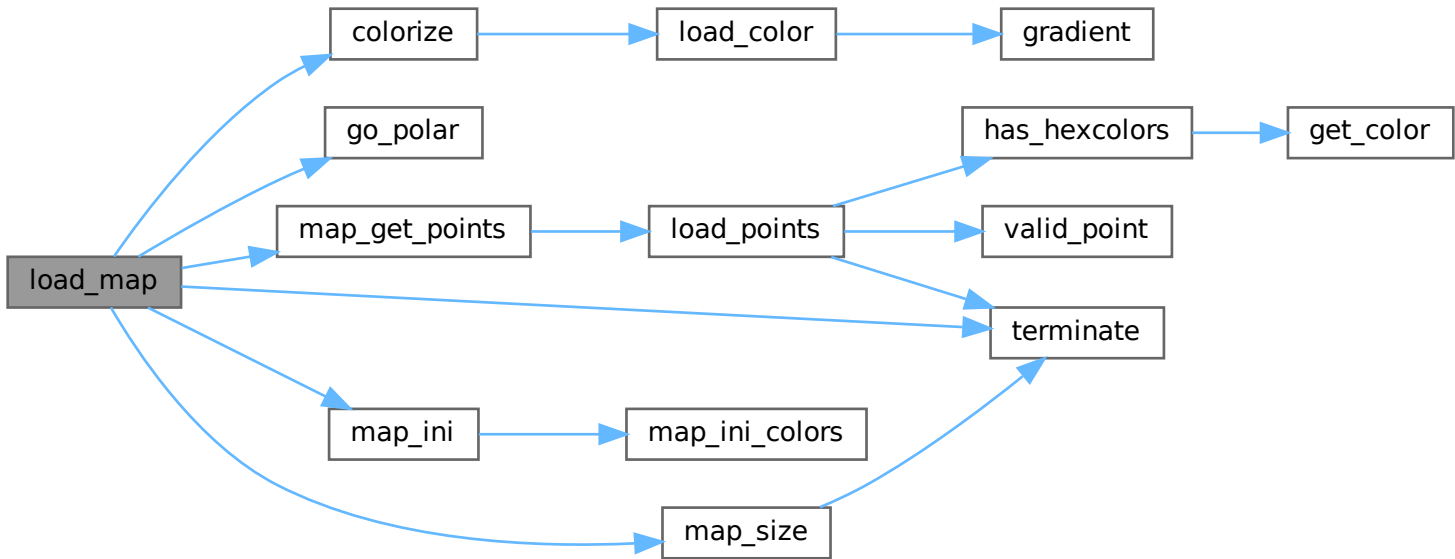 colorize
load_color
gradient
go_polar
has_hexcolors
get_color
map_get_points
load_points
valid_point
load_map
terminate
map_ini
map_ini_colors
map_size